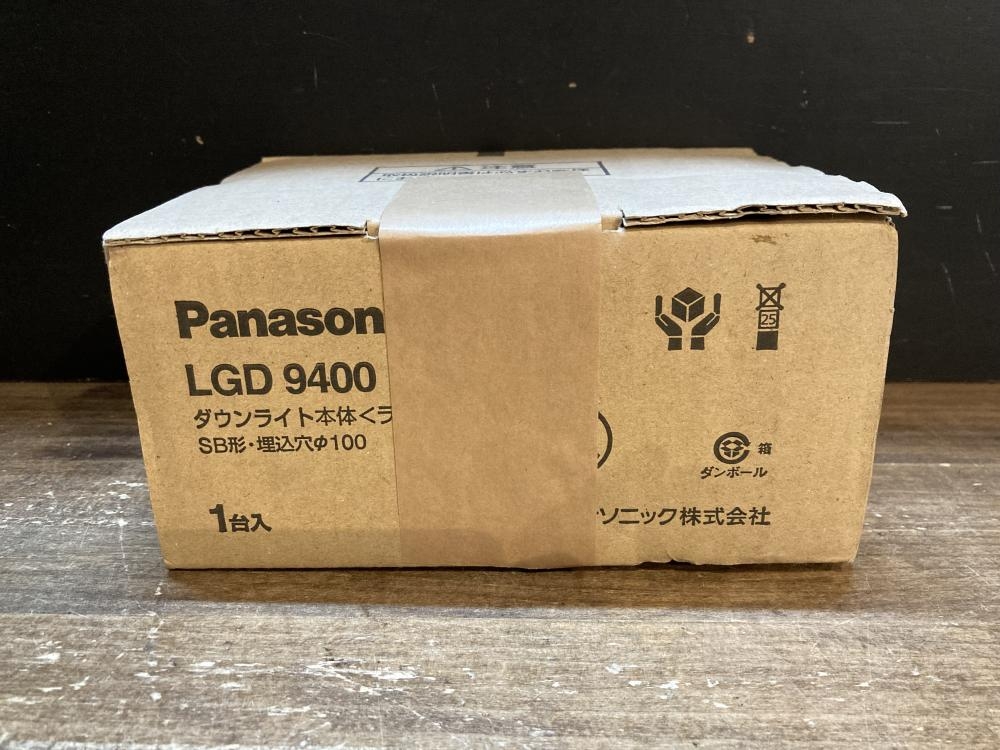 注意
Panason
LGD 9400
ダウンライト本体<ラ
SB形・埋込穴φ100
1台入
25
箱
ダンボール
ソニック株式会社